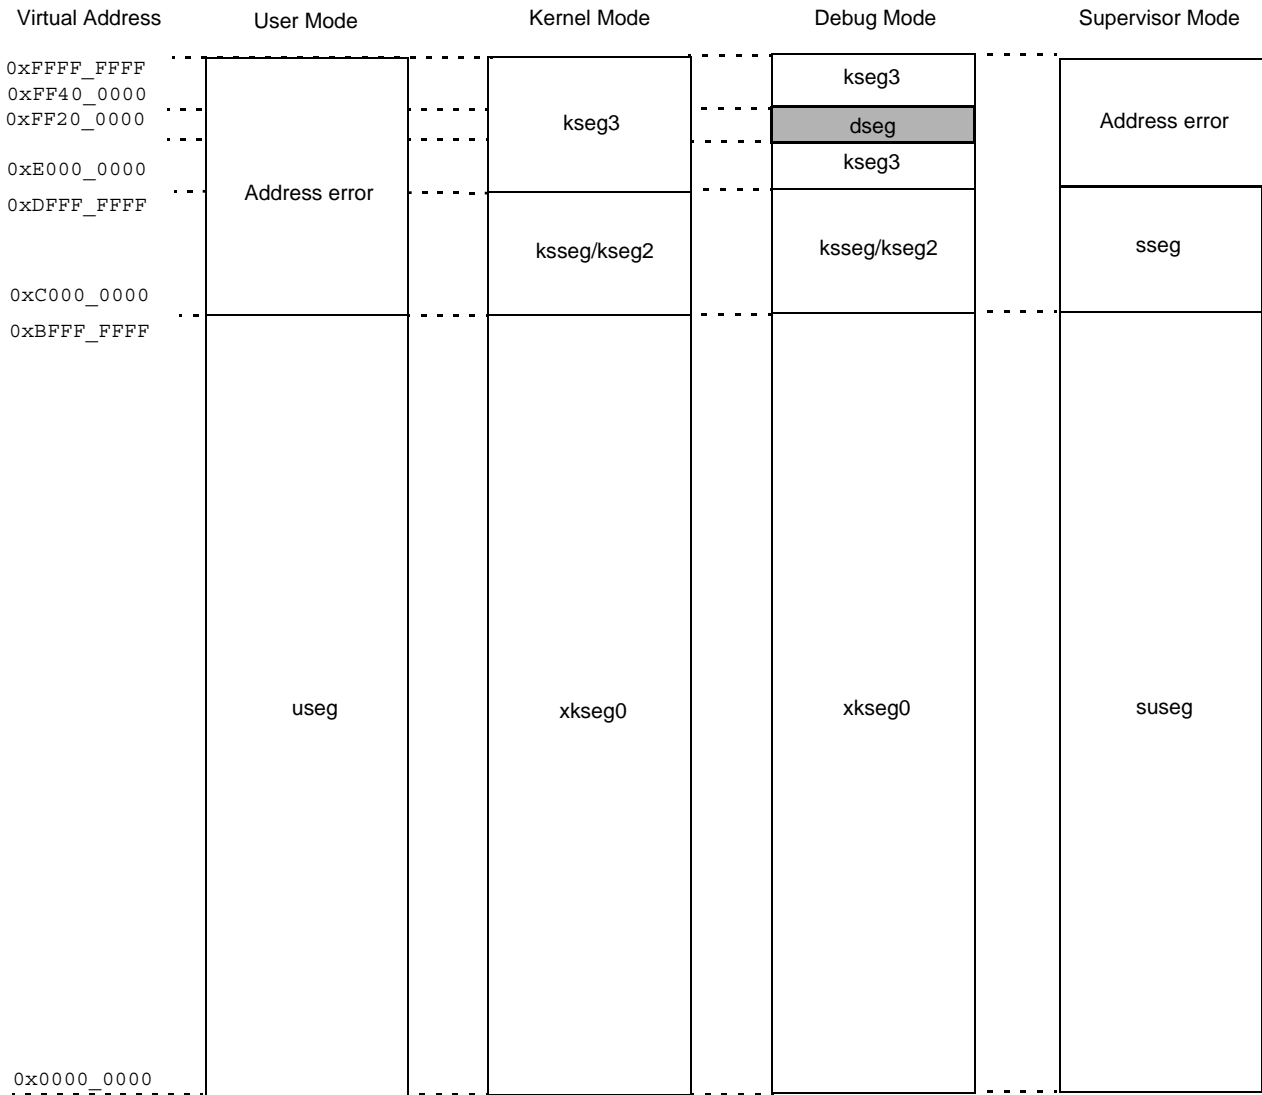 Virtual Address User Mode Kernel Mode Debug Mode Supervisor Mode
0xFFFF_FFFF
0xFF40_0000
0xFF20_0000
0xE000_0000
0xDFFF_FFFF
0xC000_0000
0xBFFF_FFFF
0x0000_0000
Address error
useg
kseg3
ksseg/kseg2
xkseg0
kseg3
dseg
kseg3
ksseg/kseg2
xkseg0
Address error
sseg
suseg